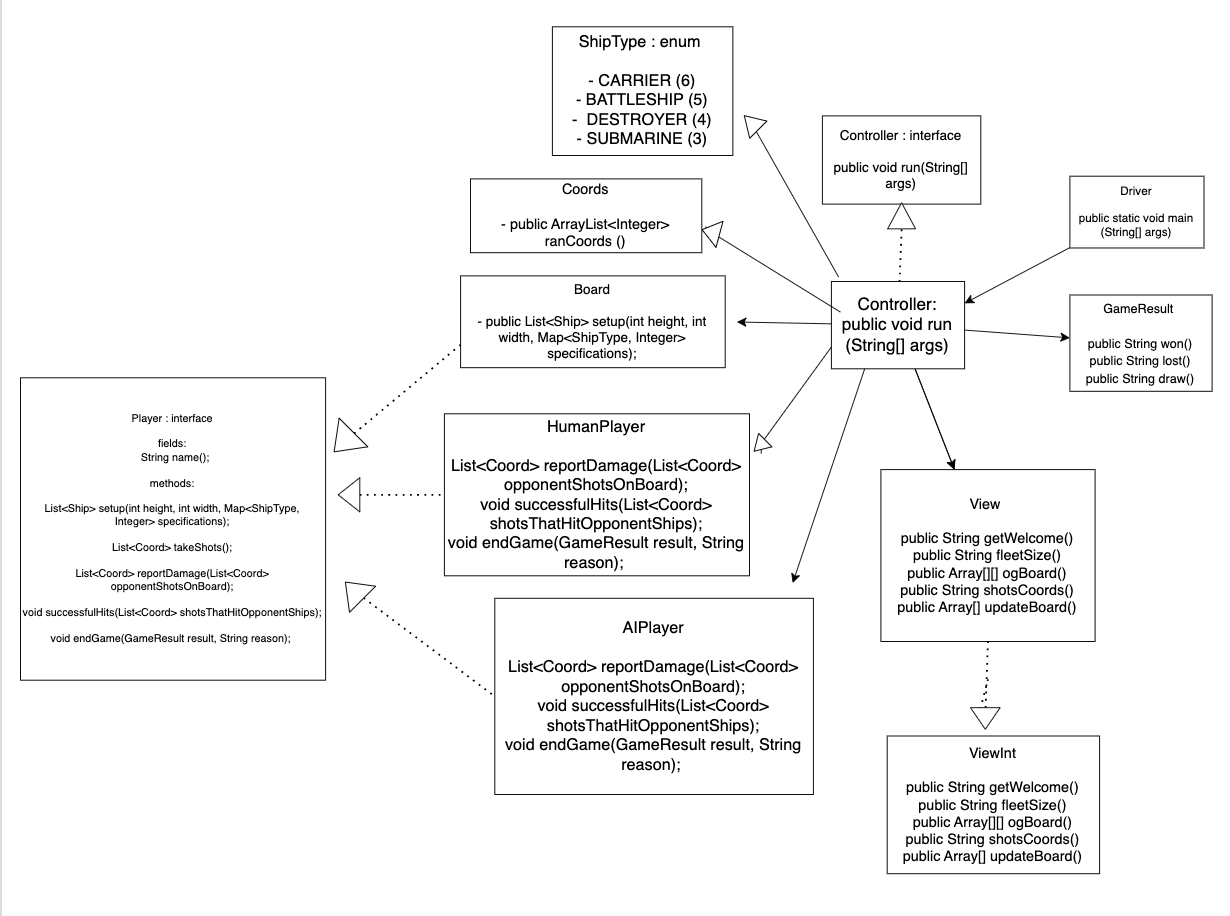 ShipType : enum
- CARRIER (6)
- BATTLESHIP (5)
- DESTROYER (4)
- SUBMARINE (3)
Controller : interface
public void run(String[]
args)
Driver
public static void main
(String[] args)
Coords
- public ArrayList<Integer>
ranCoords ()
Board
- public List<Ship> setup(int height, int
width, Map<ShipType, Integer>
specifications);
Controller:
public void run
(String[] args)
GameResult
public String won()
public String lost()
public String draw()
Player : interface
fields:
String name();
methods:
List<Ship> setup(int height, int width, Map<ShipType,
Integer> specifications);
List<Coord> takeShots();
List<Coord> reportDamage(List<Coord>
opponentShotsOnBoard);
void successfulHits(List<Coord> shotsThatHitOpponentShips);
void endGame(GameResult result, String reason);
HumanPlayer
List<Coord> reportDamage(List<Coord>
opponentShotsOnBoard);
void successfulHits(List<Coord>
shotsThatHitOpponentShips);
void endGame(GameResult result, String
reason);
View
public String getWelcome()
public String fleetSize()
public Array[][] ogBoard()
public String shotsCoords()
public Array[] updateBoard()
AIPlayer
List<Coord> reportDamage(List<Coord>
opponentShotsOnBoard);
void successfulHits(List<Coord>
shotsThatHitOpponentShips);
void endGame(GameResult result, String
reason);
ViewInt
public String getWelcome()
public String fleetSize()
public Array[][] ogBoard()
public String shotsCoords()
public Array[] updateBoard()